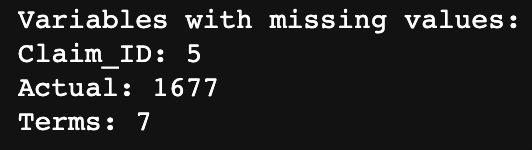 Variables with missing values:
Claim_ID: 5
Actual: 1677
Terms: 7